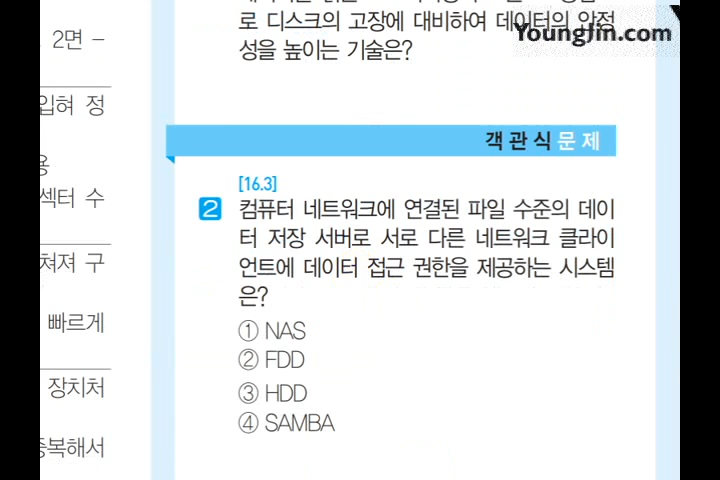 로 디스크의 고장에 대비하여 데이터의 안전
성을 높이는 기술은?
YoungJin.com
2면 -
입혀 정
용
섹터 수
쳐져 구
빠르게
장치처
중복해서
객관식 문제
[16.3]
2 컴퓨터 네트워크에 연결된 파일 수준의 데이
터 저장 서버로 서로 다른 네트워크 클라이
언트에 데이터 접근 권한을 제공하는 시스템
은?
① NAS
② FDD
③ HDD
④ SAMBA